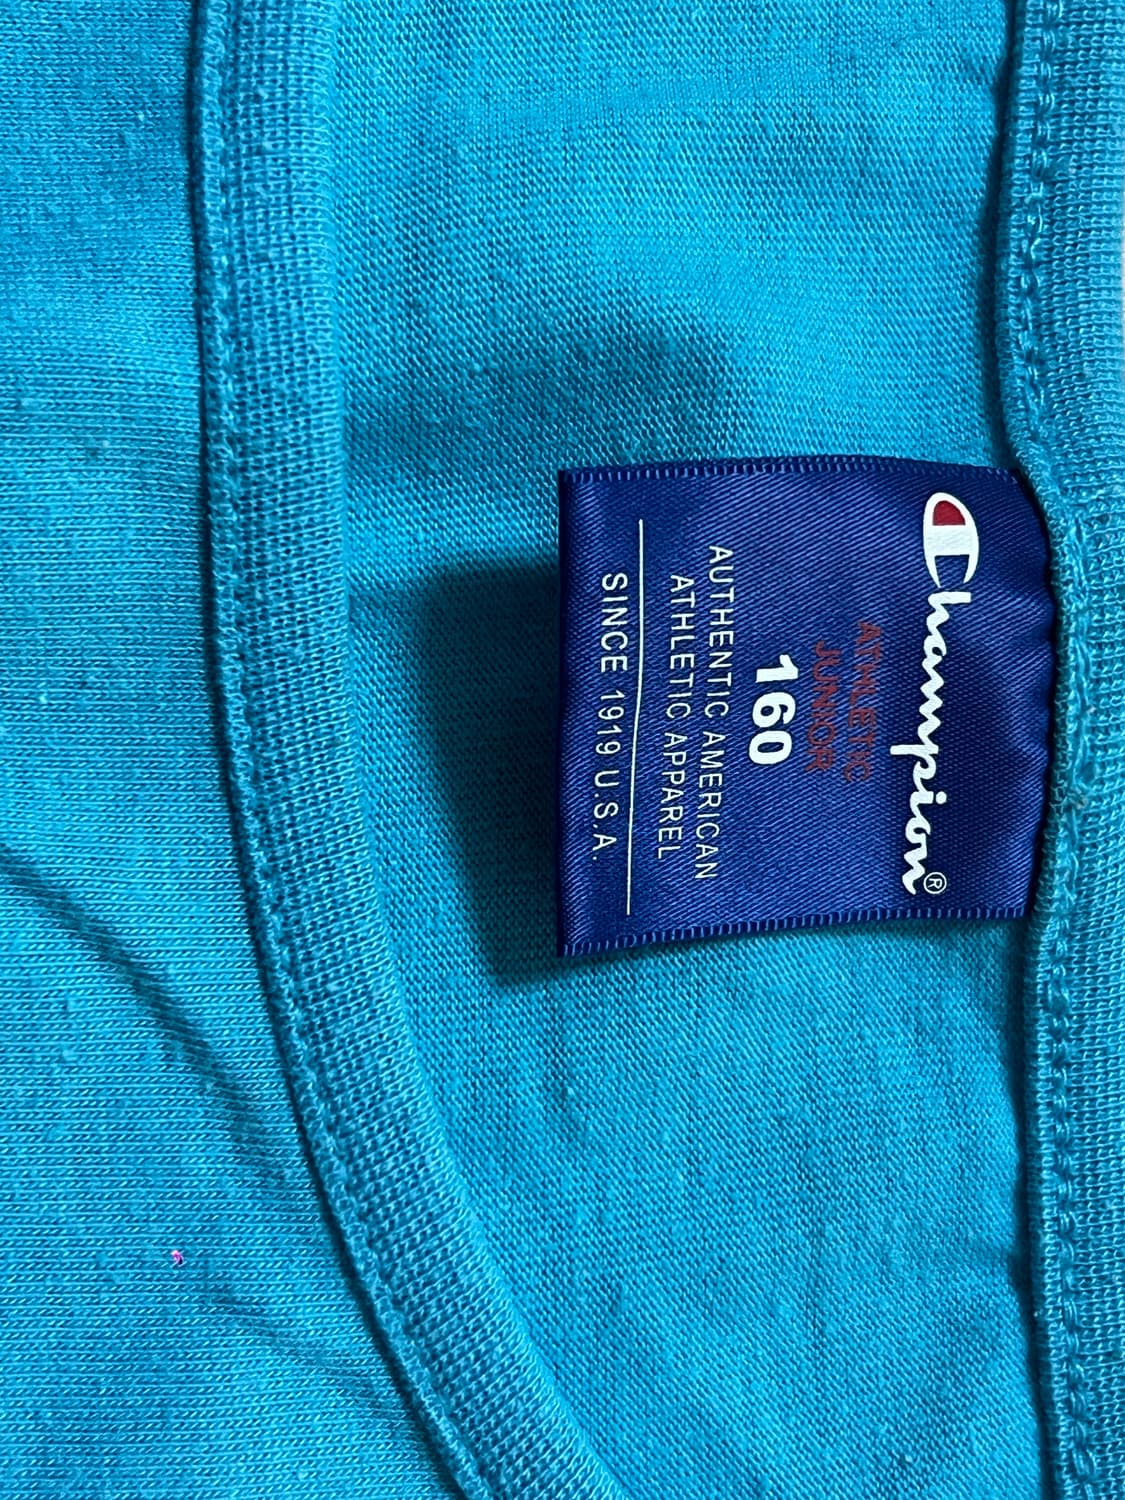 Champion®
ATHLETIC
JUNIOR
160
AUTHENTIC AMERICAN
ATHLETIC APPAREL
SINCE 1919 U.S.A.